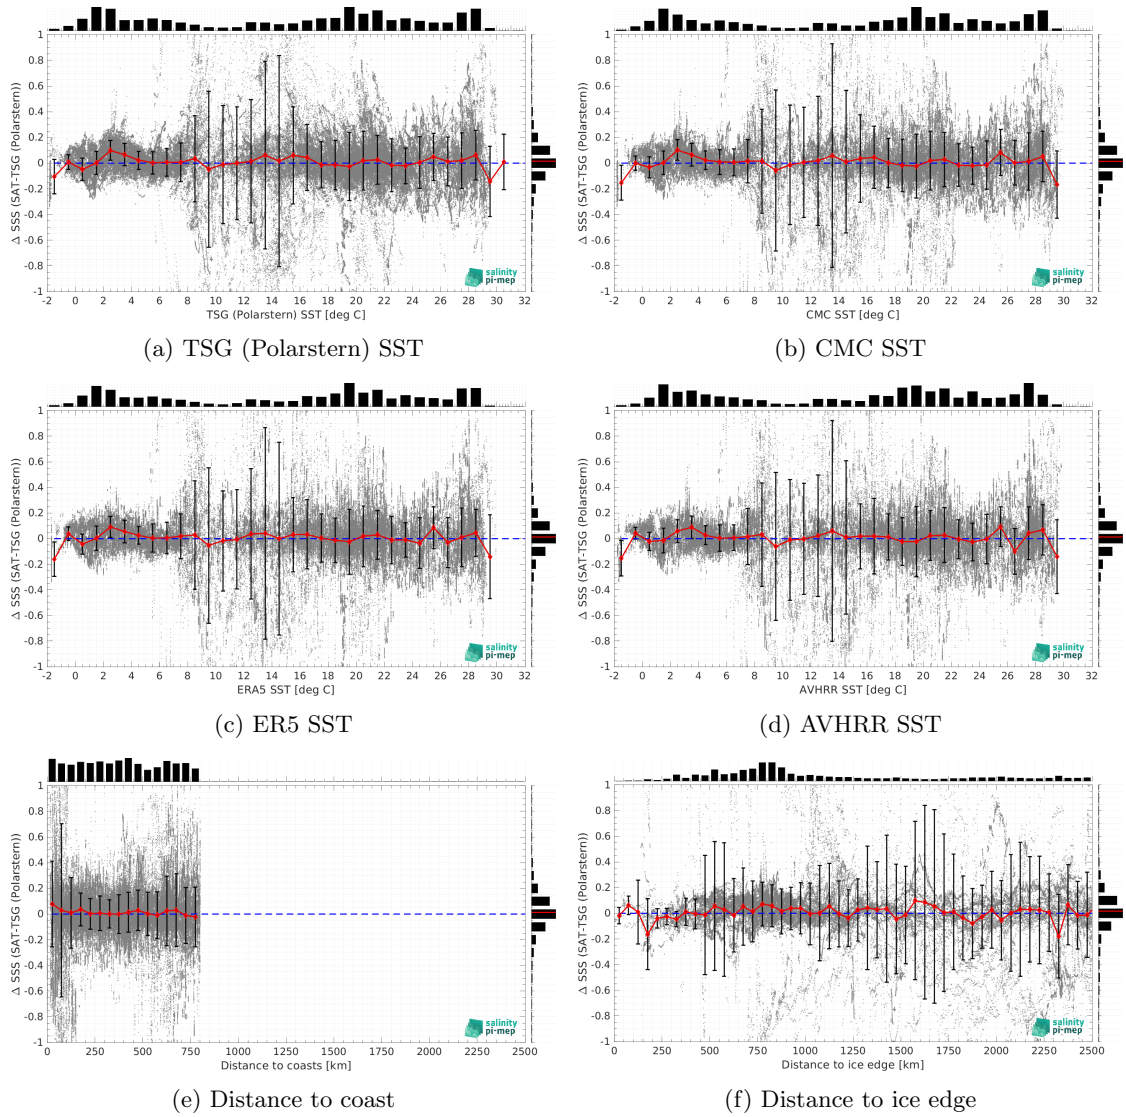 1
0.8
0.6
0.4
0.2
0
-0.2
-0.4
-0.6
-0.8
-1
Δ SSS (SAT-TSG (Polarstern))
salinity
pi-mep
-2 0 2 4 6 8 10 12 14 16 18 20 22 24 26 28 30 32
TSG (Polarstern) SST [deg C]
(a) TSG (Polarstern) SST
1
0.8
0.6
0.4
0.2
0
-0.2
-0.4
-0.6
-0.8
-1
Δ SSS (SAT-TSG (Polarstern))
salinity
pi-mep
-2 0 2 4 6 8 10 12 14 16 18 20 22 24 26 28 30 32
CMC SST [deg C]
(b) CMC SST
1
0.8
0.6
0.4
0.2
0
-0.2
-0.4
-0.6
-0.8
-1
Δ SSS (SAT-TSG (Polarstern))
salinity
pi-mep
-2 0 2 4 6 8 10 12 14 16 18 20 22 24 26 28 30 32
ERA5 SST [deg C]
(c) ER5 SST
1
0.8
0.6
0.4
0.2
0
-0.2
-0.4
-0.6
-0.8
-1
Δ SSS (SAT-TSG (Polarstern))
salinity
pi-mep
-2 0 2 4 6 8 10 12 14 16 18 20 22 24 26 28 30 32
AVHRR SST [deg C]
(d) AVHRR SST
1
0.8
0.6
0.4
0.2
0
-0.2
-0.4
-0.6
-0.8
-1
Δ SSS (SAT-TSG (Polarstern))
salinity
pi-mep
0 250 500 750 1000 1250 1500 1750 2000 2250 2500
Distance to coasts [km]
(e) Distance to coast
1
0.8
0.6
0.4
0.2
0
-0.2
-0.4
-0.6
-0.8
-1
Δ SSS (SAT-TSG (Polarstern))
salinity
pi-mep
0 250 500 750 1000 1250 1500 1750 2000 2250 2500
Distance to ice edge [km]
(f) Distance to ice edge